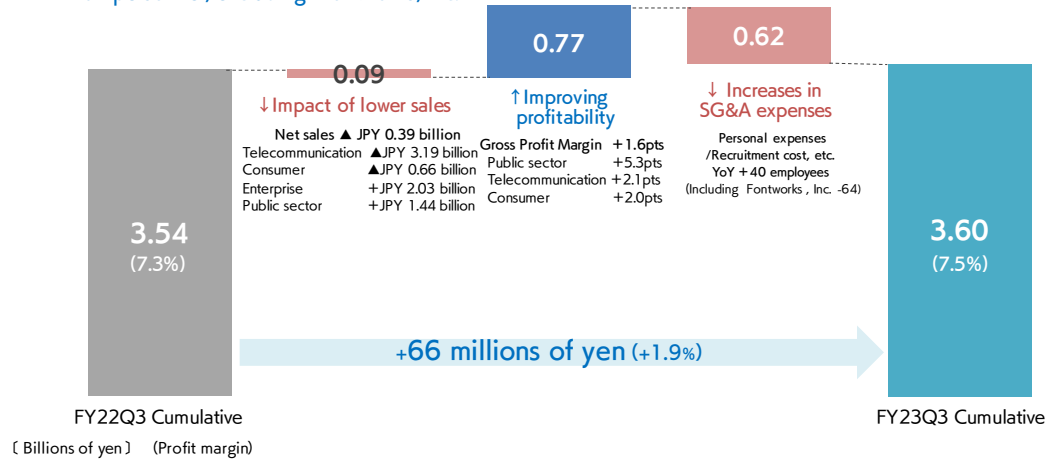 0.09
0.77
0.62
↓Impact of lower sales
Net sales ▲ JPY 0.39 billion
Telecommunication ▲JPY 3.19 billion
Consumer ▲JPY 0.66 billion
Enterprise +JPY 2.03 billion
Public sector +JPY 1.44 billion
↑Improving
profitability
Gross Profit Margin +1.6pts
Public sector +5.3pts
Telecommunication +2.1pts
Consumer +2.0pts
↓ Increases in
SG&A expenses
Personal expenses
/Recruitment cost, etc.
YoY +40 employees
(Including Fontworks, Inc. -64)
3.54
(7.3%)
3.60
(7.5%)
+66 millions of yen (+1.9%)
FY22Q3 Cumulative
FY23Q3 Cumulative
〔 Billions of yen 〕 (Profit margin)